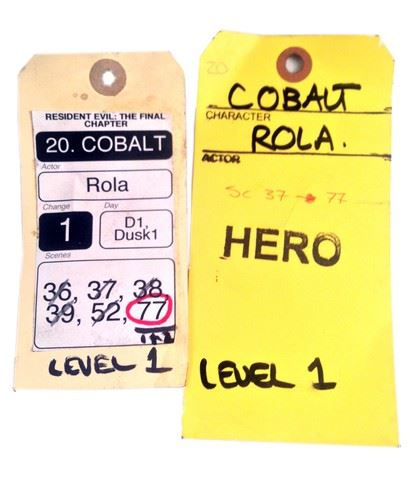 RESIDENT EVIL: THE FINAL
CHAPTER
20. COBALT
Actor
Rola
Change
Day
1
D1,
Dusk1
Scenes
36, 37, 38,
39, 52, 77
LEVEL 1
20
COBALT
CHARACTER
ROLA.
ACTOR
SC 37 → 77
HERO
LEVEL 1